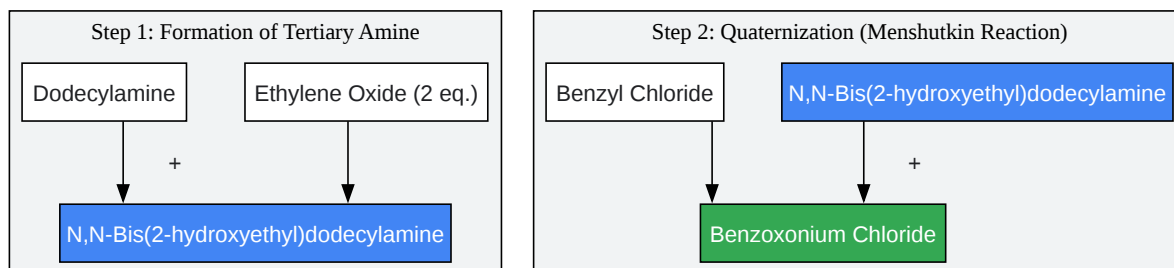 Step 1: Formation of Tertiary Amine
Dodecylamine
Ethylene Oxide (2 eq.)
+
N,N-Bis(2-hydroxyethyl)dodecylamine
Step 2: Quaternization (Menshutkin Reaction)
Benzyl Chloride
N,N-Bis(2-hydroxyethyl)dodecylamine
+
Benzoxonium Chloride